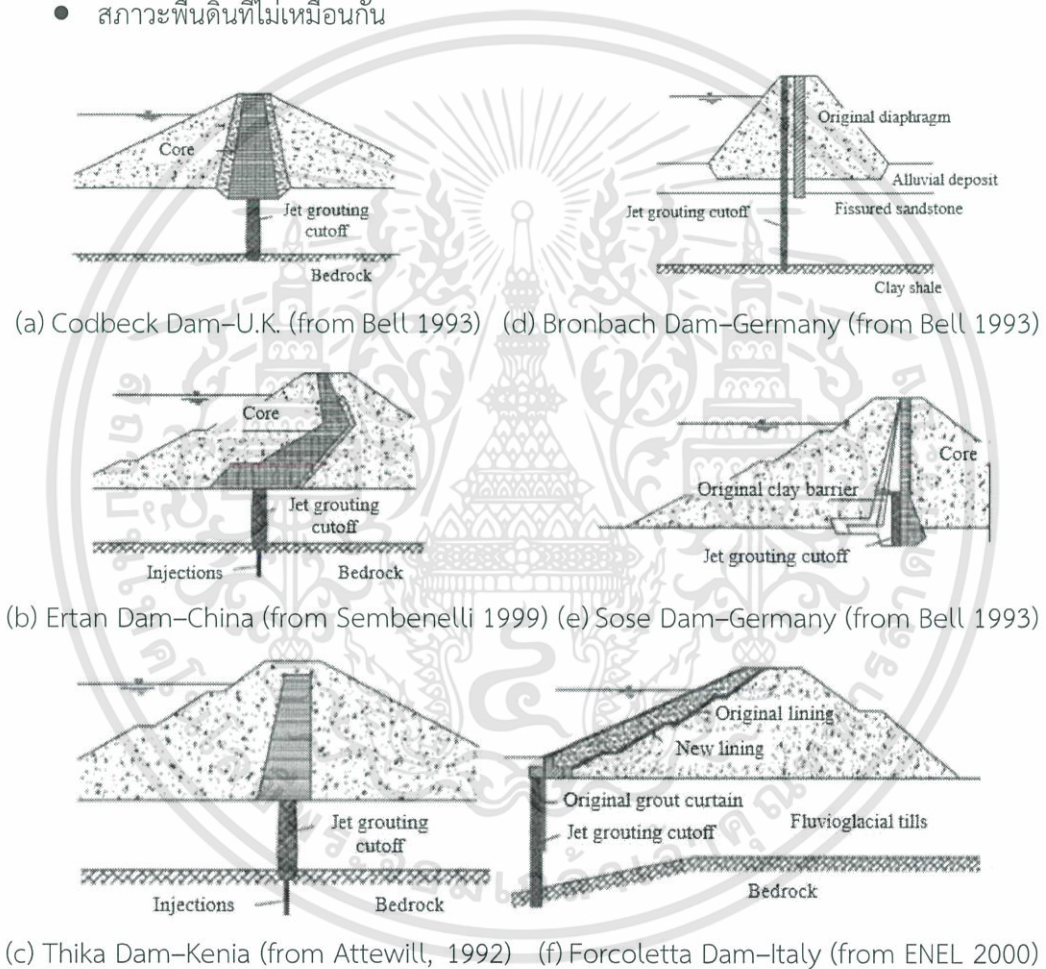 ● สภาวะพื้นดินที่ไม่เหมือนกัน
Core
Jet grouting
cutoff
Bedrock
(a) Codbeck Dam–U.K. (from Bell 1993)
Original diaphragm
Alluvial deposit
Jet grouting cutoff
Fissured sandstone
Clay shale
(d) Bronbach Dam–Germany (from Bell 1993)
Core
Jet grouting
cutoff
Injections
Bedrock
(b) Ertan Dam–China (from Sembenelli 1999)
Core
Original clay barrier
Jet grouting cutoff
(e) Sose Dam–Germany (from Bell 1993)
Jet grouting
cutoff
Injections
Bedrock
(c) Thika Dam–Kenia (from Attewill, 1992)
Original lining
New lining
Original grout curtain
Jet grouting cutoff
Fluvioglacial tills
Bedrock
(f) Forcoletta Dam–Italy (from ENEL 2000)